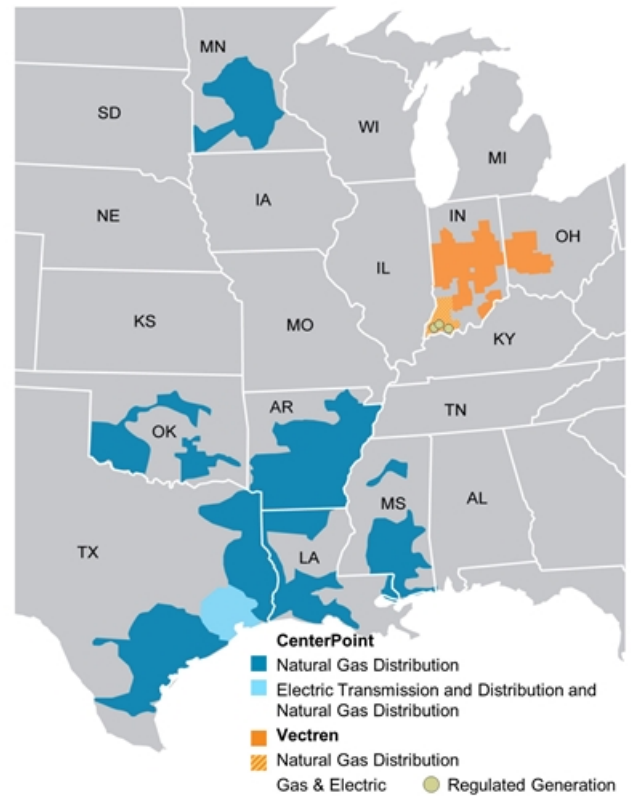 MN
SD
WI
MI
NE
IA
IN
OH
IL
KS
MO
KY
OK
AR
TN
TX
LA
MS
AL
CenterPoint
Natural Gas Distribution
Electric Transmission and Distribution and
Natural Gas Distribution
Vectren
Natural Gas Distribution
Gas & Electric
Regulated Generation